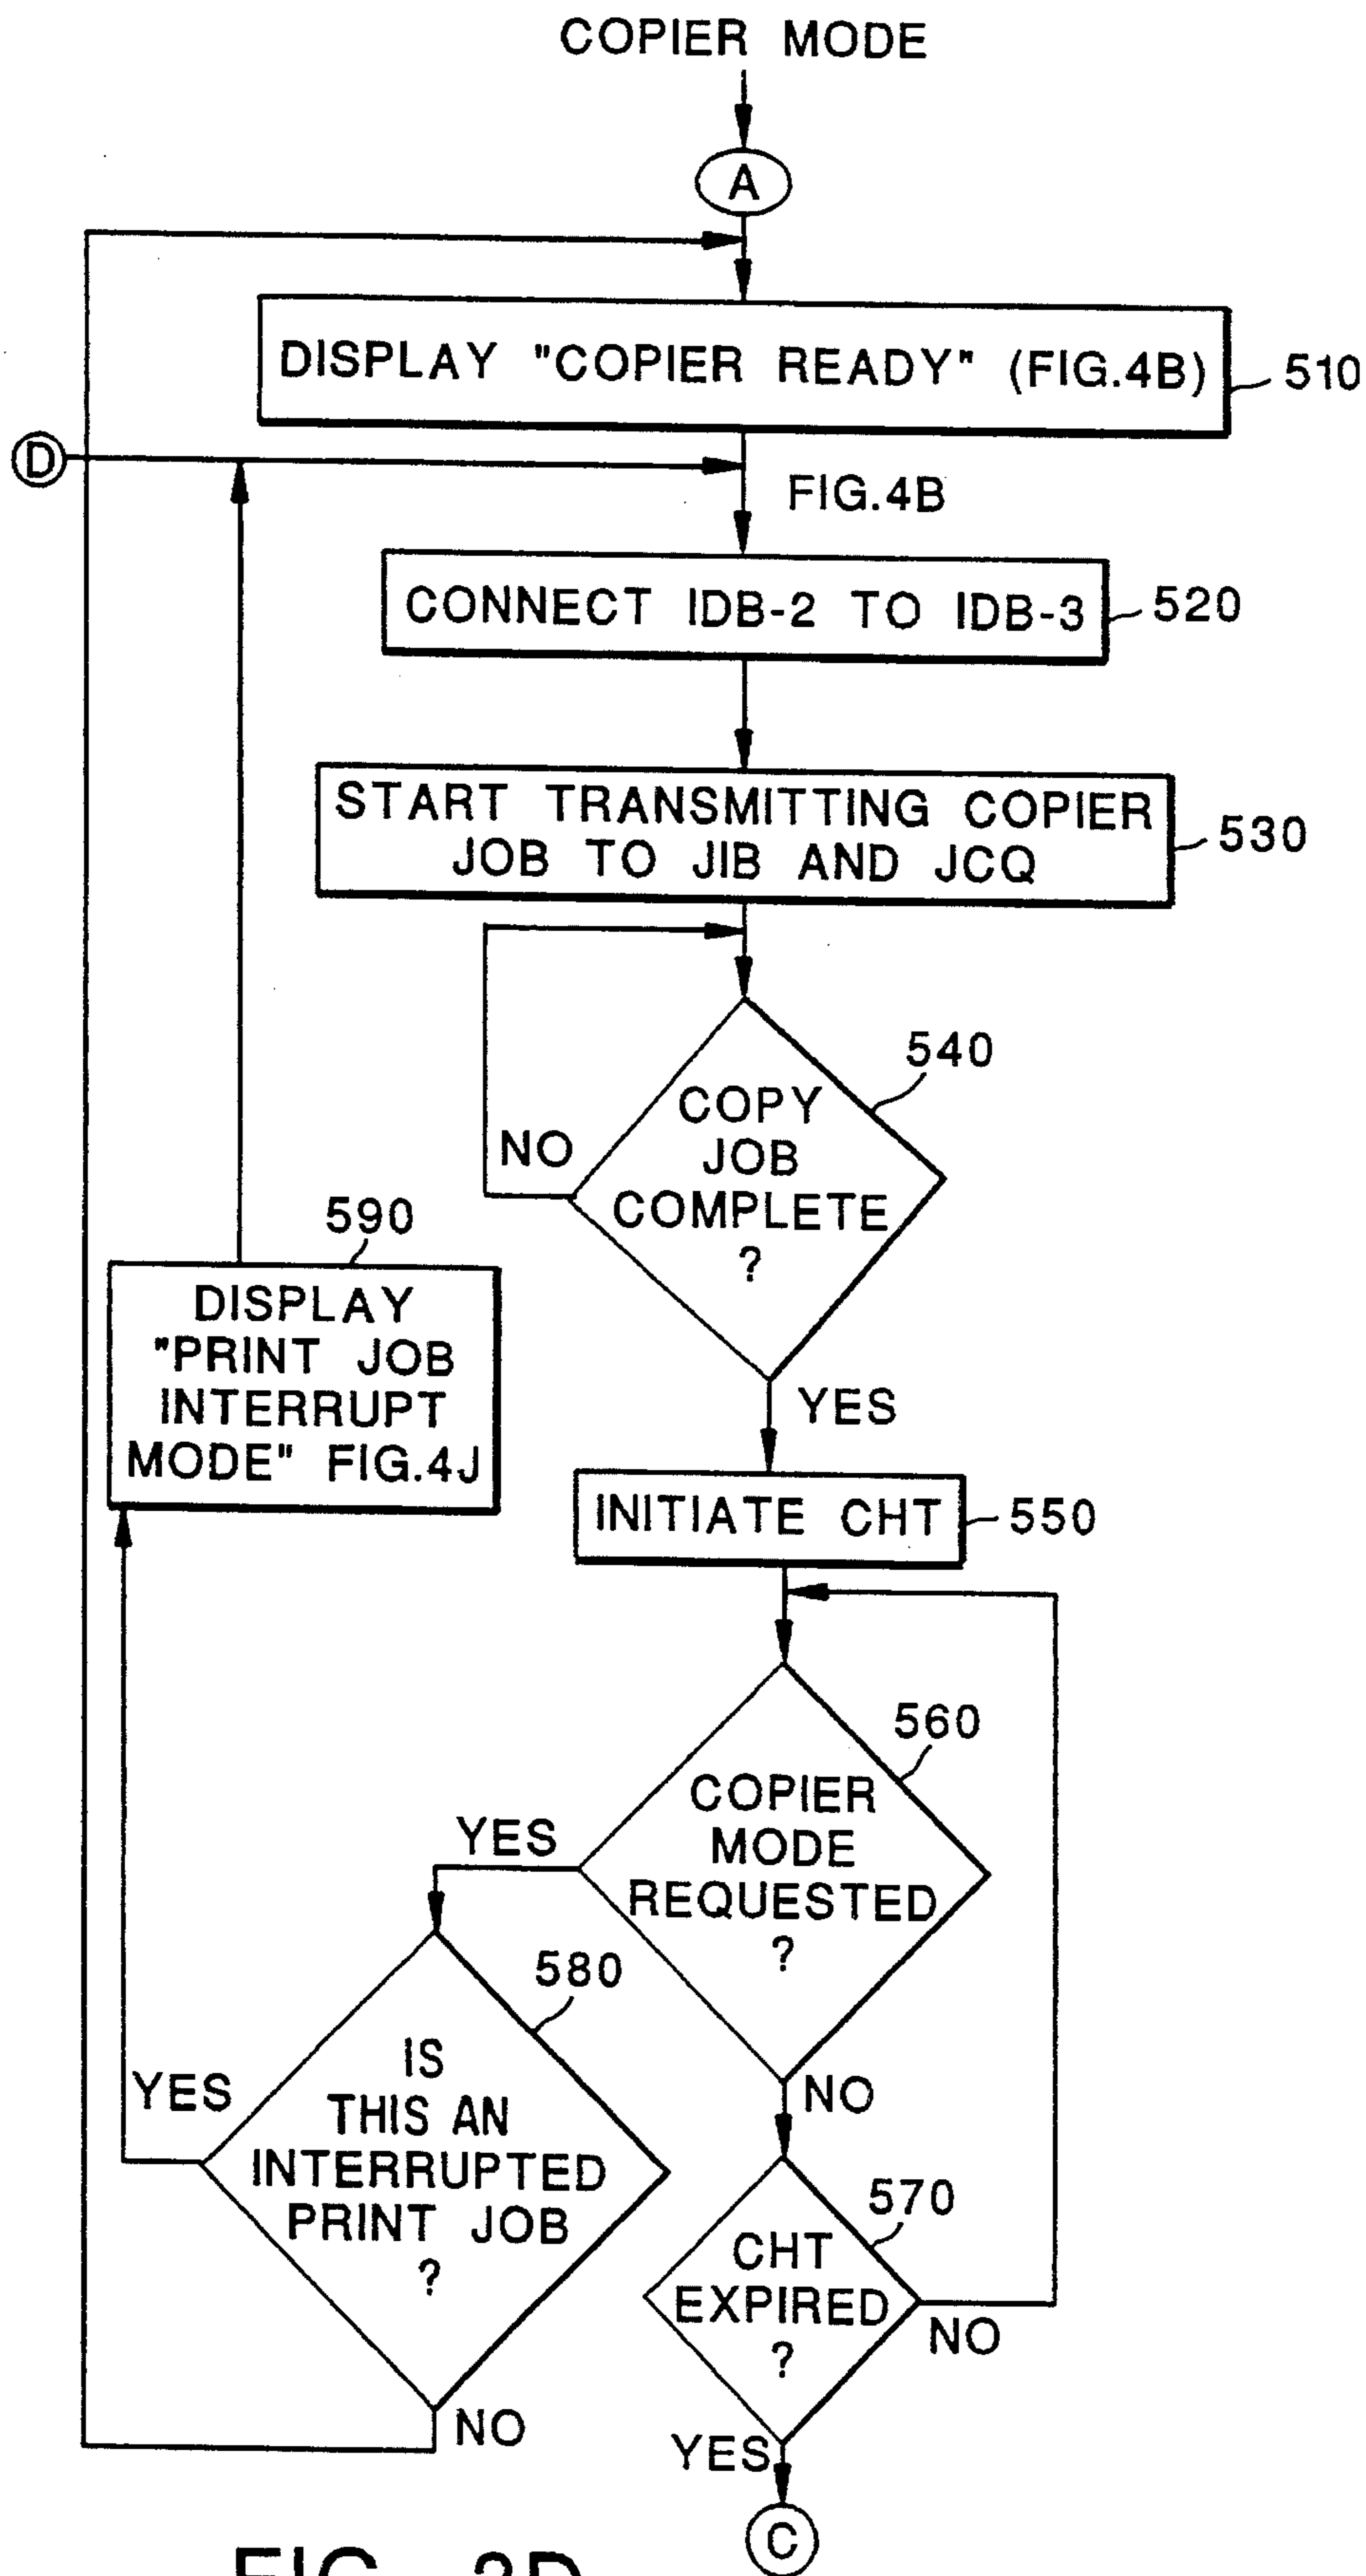 COPIER MODE
A
DISPLAY "COPIER READY" (FIG.4B)
510
D
FIG.4B
CONNECT IDB-2 TO IDB-3
520
START TRANSMITTING COPIER
JOB TO JIB AND JCQ
530
540
COPY
JOB
COMPLETE
?
NO
YES
590
DISPLAY
"PRINT JOB
INTERRUPT
MODE" FIG.4J
INITIATE CHT
550
560
COPIER
MODE
REQUESTED
?
YES
NO
580
IS
THIS AN
INTERRUPTED
PRINT JOB
?
YES
NO
570
CHT
EXPIRED
?
NO
YES
C